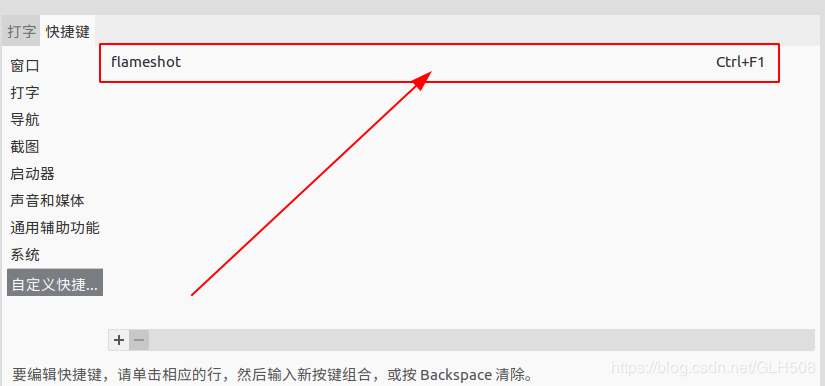 打字 快捷键
flameshot Ctrl+F1
窗口
打字
导航
截图
启动器
声音和媒体
通用辅助功能
系统
自定义快捷...
+ −
要编辑快捷键，请单击相应的行，然后输入新按键组合，或按 Backspace 清除。
https://blog.csdn.net/GLH508